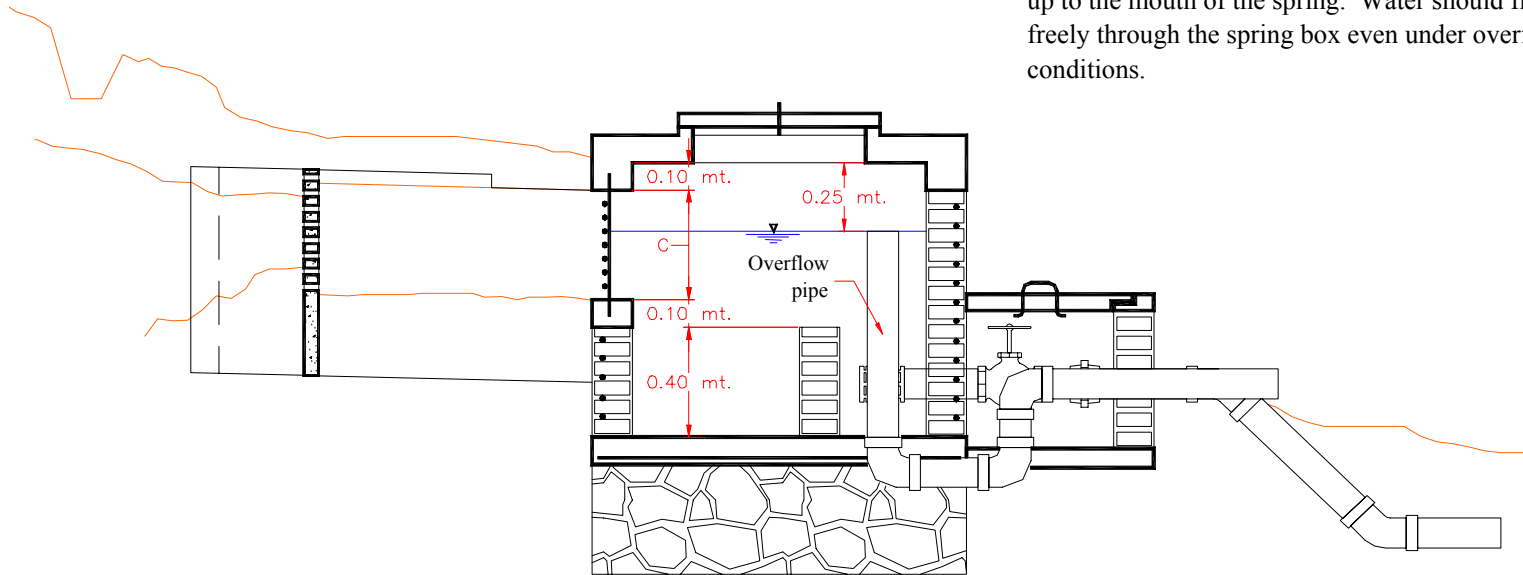 up to the mouth of the spring. Water should
freely through the spring box even under
conditions.
0.10 mt.
0.25 mt.
C
Overflow
pipe
0.10 mt.
0.40 mt.